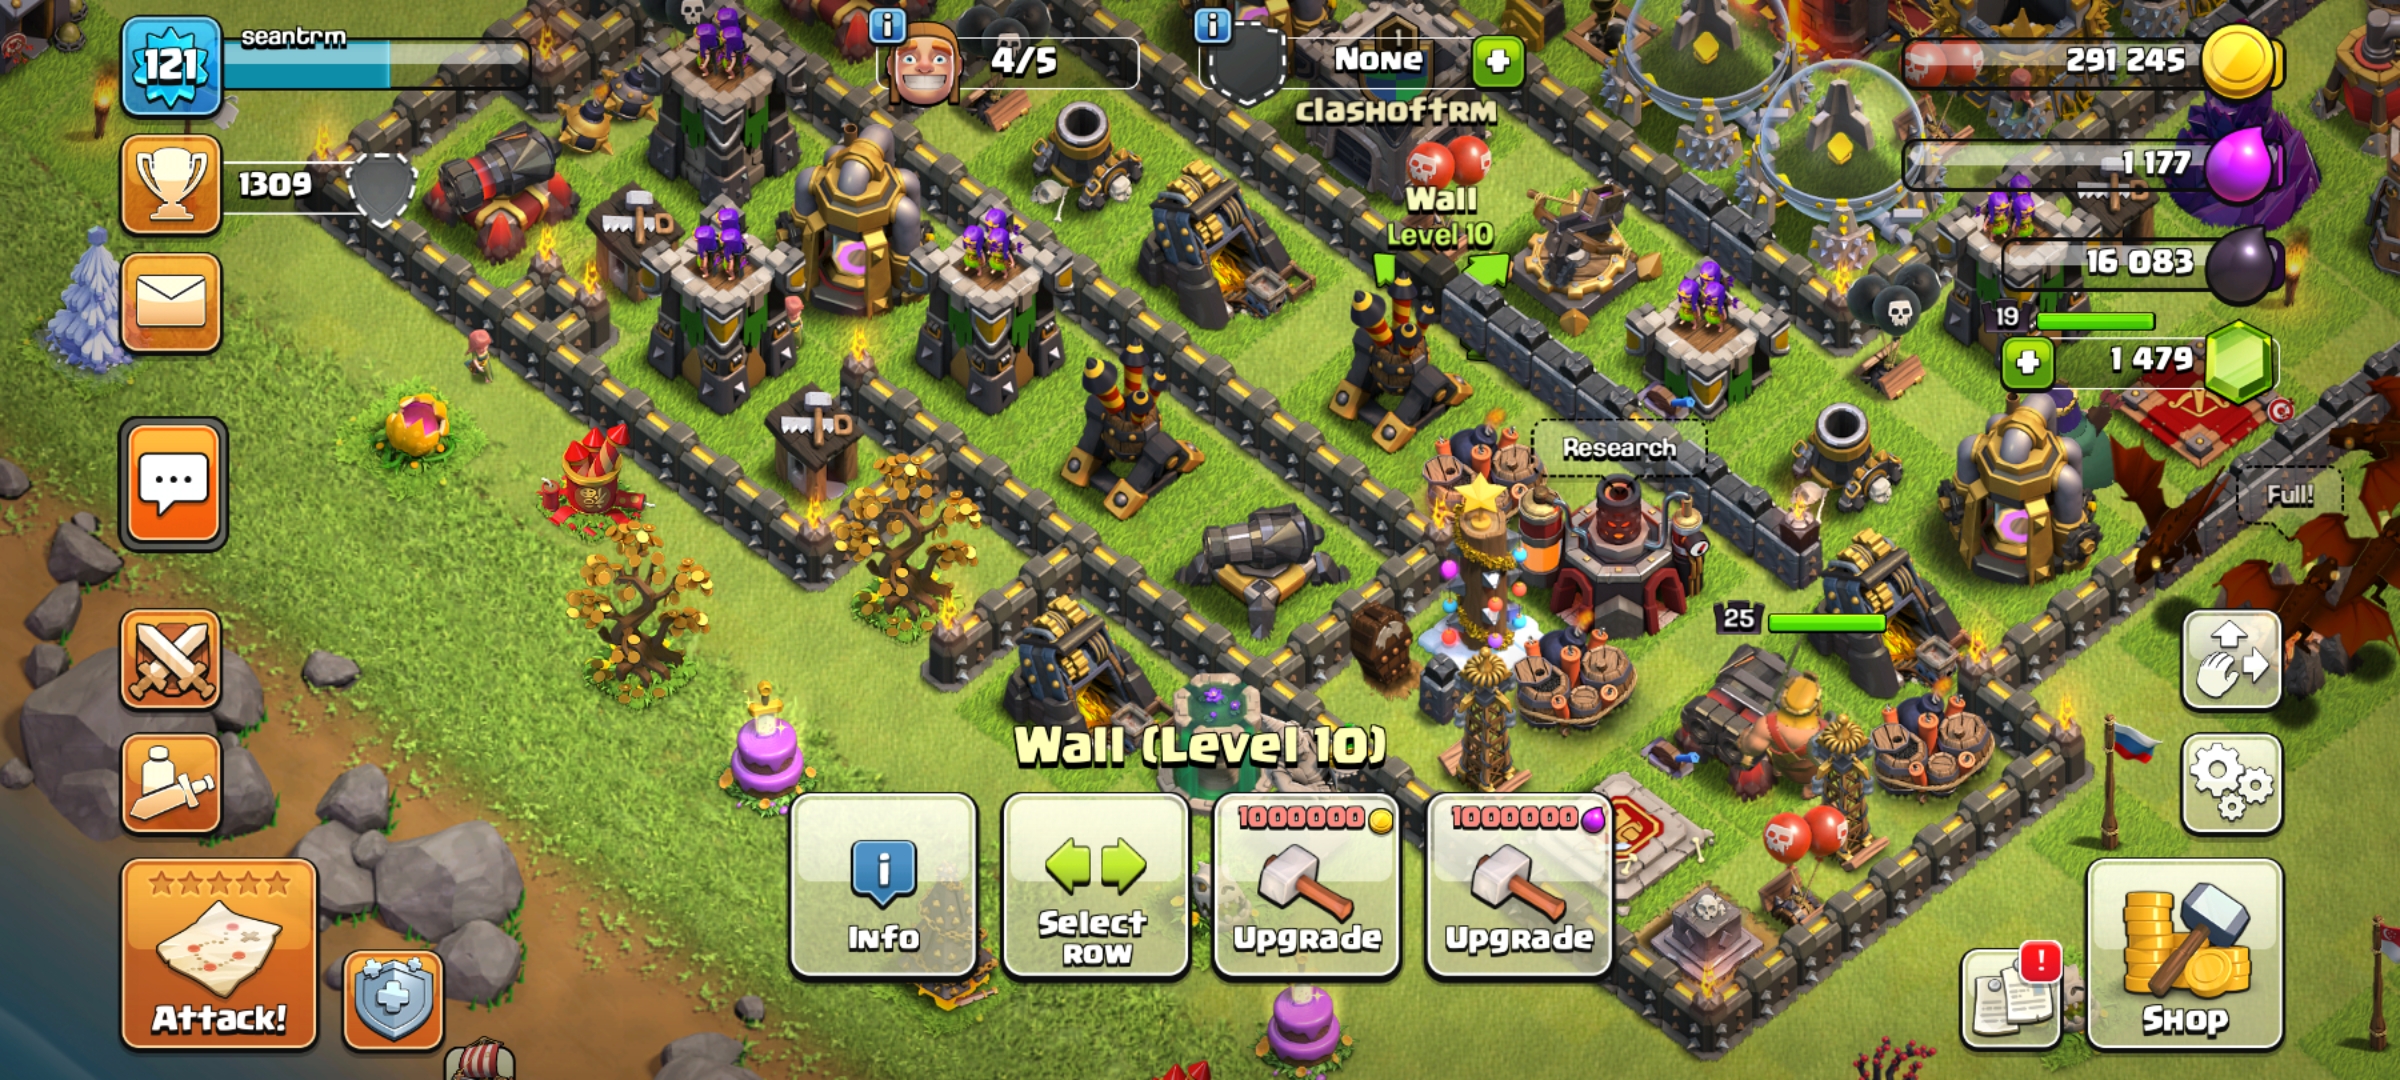 seantrm
121
4/5
None
clashoftrm
291 245
1309
1 177
Wall
Level 10
16 083
19
1 479
Research
Full!
25
Wall (Level 10)
1000000
1000000
Info
Select
Row
Upgrade
Upgrade
Attack!
!
Shop